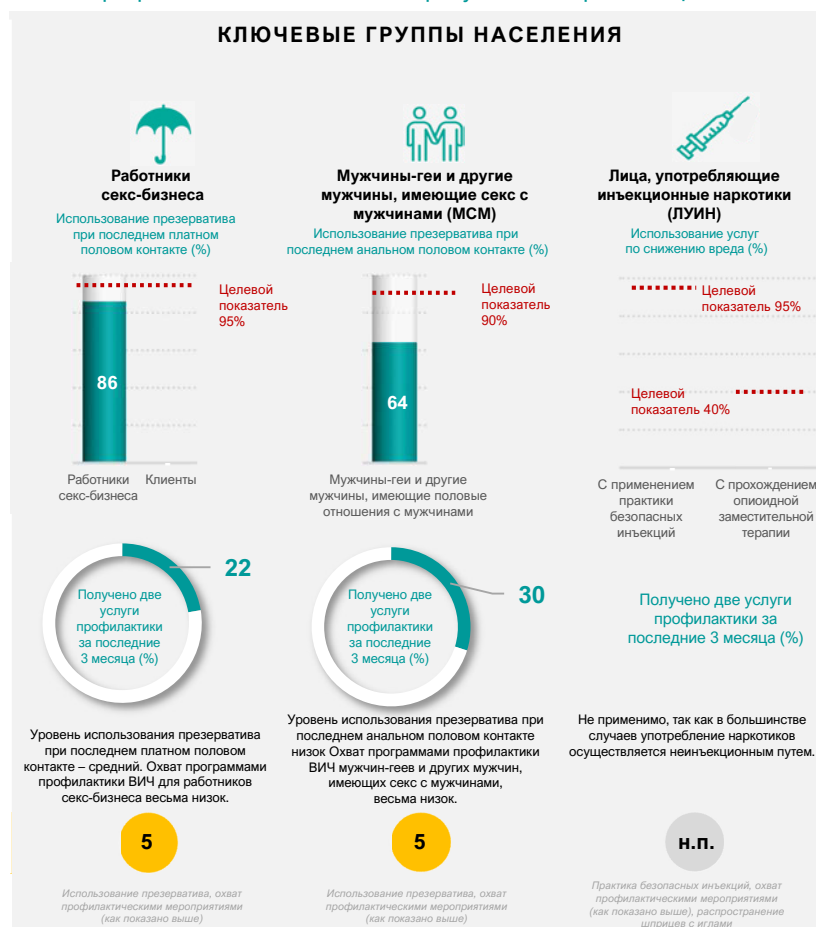 КЛЮЧЕВЫЕ ГРУППЫ НАСЕЛЕНИЯ
Работники
секс-бизнеса
Использование презерватива
при последнем платном
половом контакте (%)
Целевой
показатель
95%
86
Работники
секс-бизнеса
Клиенты
22
Получено две
услуги
профилактики
за последние
3 месяца (%)
Уровень использования презерватива
при последнем платном половом
контакте – средний. Охват программами
профилактики ВИЧ для работников
секс-бизнеса весьма низок.
5
Использование презерватива, охват
профилактическими мероприятиями
(как показано выше)
Мужчины-геи и другие
мужчины, имеющие секс с
мужчинами (МСМ)
Использование презерватива при
последнем анальном половом контакте (%)
Целевой
показатель
90%
64
Мужчины-геи и другие
мужчины, имеющие половые
отношения с мужчинами
30
Получено две
услуги
профилактики
за последние
3 месяца (%)
Уровень использования презерватива при
последнем анальном половом контакте
низок Охват программами профилактики
ВИЧ мужчин-геев и других мужчин,
имеющих секс с мужчинами,
весьма низок.
5
Использование презерватива, охват
профилактическими мероприятиями
(как показано выше)
Лица, употребляющие
инъекционные наркотики
(ЛУИН)
Использование услуг
по снижению вреда (%)
Целевой
показатель 95%
Целевой
показатель 40%
С применением
практики
безопасных
инъекций
С прохождением
опиоидной
заместительной
терапии
Получено две услуги
профилактики за
последние 3 месяца (%)
Не применимо, так как в большинстве
случаев употребление наркотиков
осуществляется неинъекционным путем.
н.п.
Практика безопасных инъекций, охват
профилактическими мероприятиями
(как показано выше), распространение
шприцев с иглами